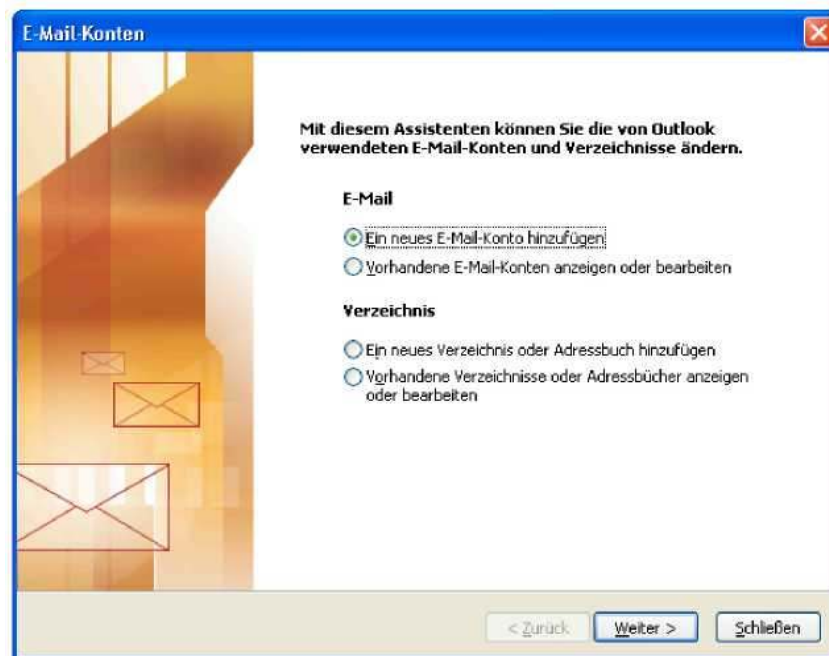 E-Mail-Konten
Mit diesem Assistenten können Sie die von Outlook
verwendeten E-Mail-Konten und Verzeichnisse ändern.
E-Mail
Ein neues E-Mail-Konto hinzufügen
Vorhandene E-Mail-Konten anzeigen oder bearbeiten
Verzeichnis
Ein neues Verzeichnis oder Adressbuch hinzufügen
Vorhandene Verzeichnisse oder Adressbücher anzeigen
oder bearbeiten
< Zurück Weiter > Schließen